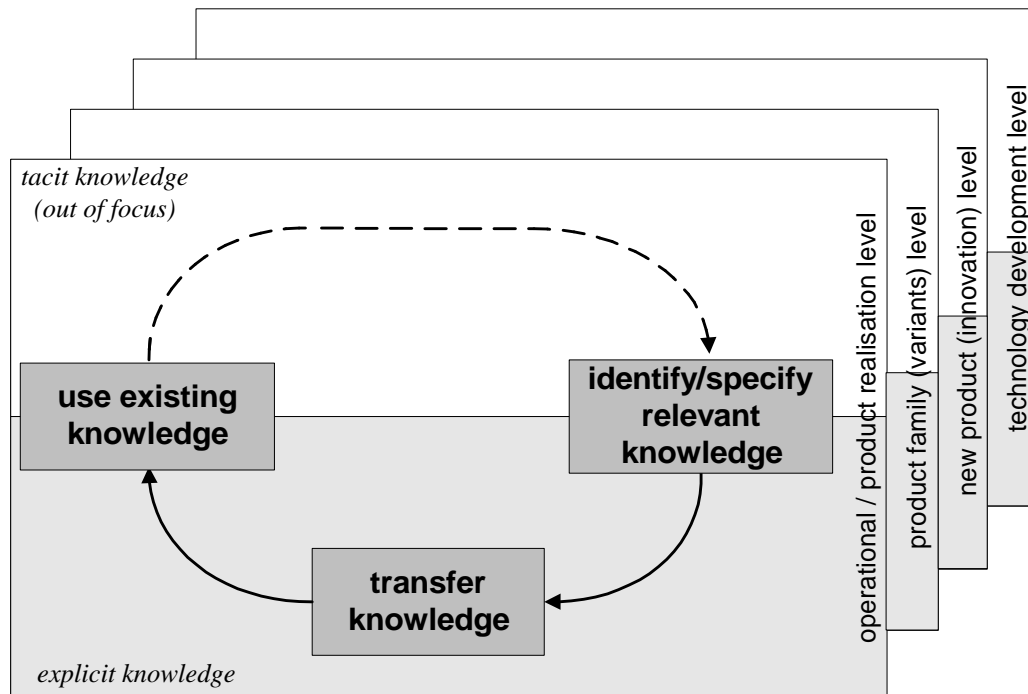 tacit knowledge
(out of focus)
use existing
knowledge
identify/specify
relevant
knowledge
transfer
knowledge
explicit knowledge
operational / product realisation level
product family (variants) level
new product (innovation) level
technology development level